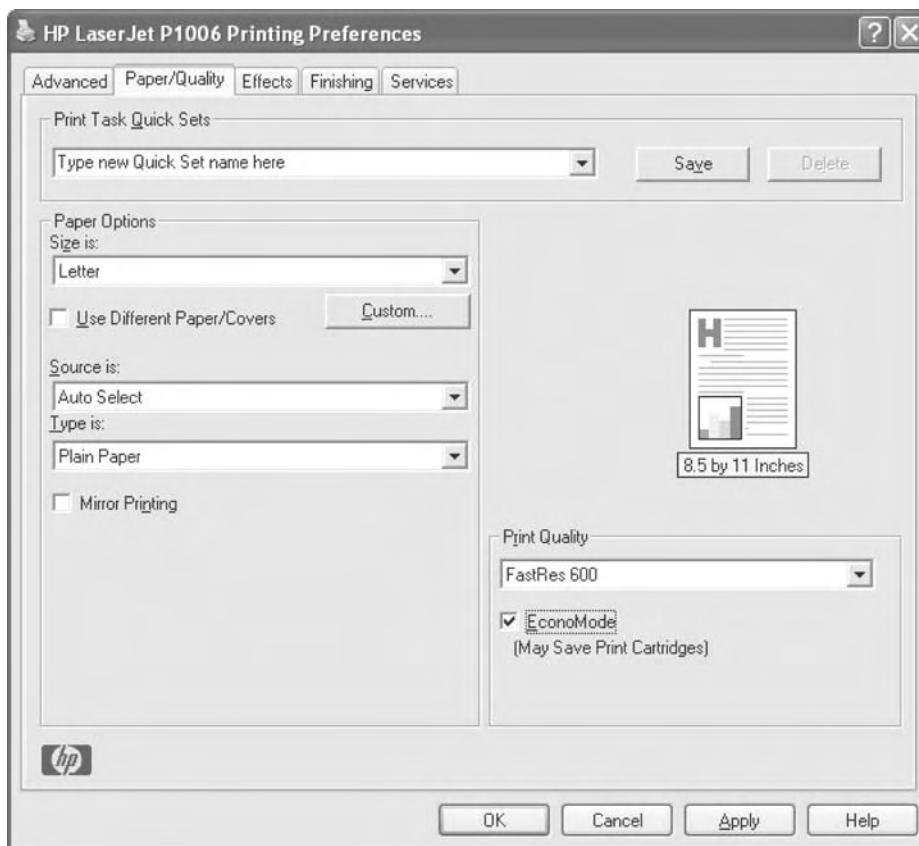 HP LaserJet P1006 Printing Preferences
Advanced Paper/Quality Effects Finishing Services
Print Task Quick Sets
Type new Quick Set name here
Save
Delete
Paper Options
Size is:
Letter
Use Different Paper/Covers
Custom....
Source is:
Auto Select
Type is:
Plain Paper
Mirror Printing
H
8.5 by 11 Inches
Print Quality
FastRes 600
EconoMode
(May Save Print Cartridges)
hp
OK Cancel Apply Help